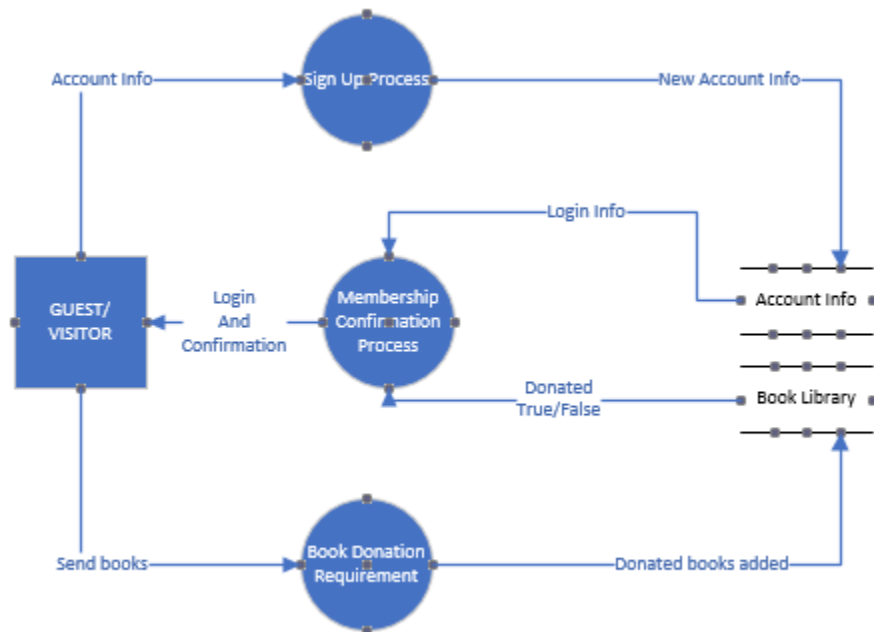 Account Info
Sign Up Process
New Account Info
Login Info
GUEST/
VISITOR
Login
And
Confirmation
Membership
Confirmation
Process
Account Info
Donated
True/False
Book Library
Send books
Book Donation
Requirement
Donated books added